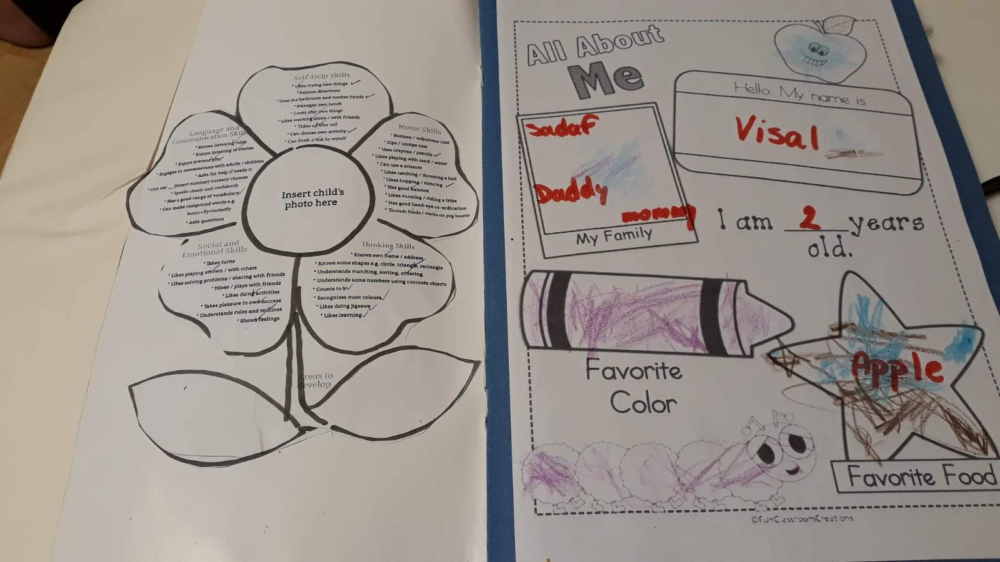 Self-Help Skills
* Likes trying new things
* Follows directions
* Uses the bathroom and washes hands
* Manages own lunch
* Looks after own things
* Likes working alone / with friends
* Tidies up after self
* Can choose own activity
* Can finish a task by myself
Language and
Communication Skills
* Knows listening rules
* Enjoys listening to stories
* Enjoys pretend play"
* Engages in conversations with adults / children
* Asks for help if needs it
* Can say __ (insert number) nursery rhymes
* Speaks clearly and confidently
* Has a good range of vocabulary
* Can make compound words e.g.
butter+fly=butterfly
* Asks questions
Motor Skills
* Buttons / unbuttons coat
* Zips / unzips coat
* Uses crayons / pencils
* Likes playing with sand / water
* Can use a scissors
* Likes catching / throwing a ball
* Likes hopping / dancing
* Has good balance
* Likes running / riding a trike
* Has good hand-eye co-ordination
* Threads beads / works on peg boards
Insert child's
photo here
Social and
Emotional Skills
* Takes turns
* Likes playing on own / with others
* Likes solving problems / sharing with friends
* Mixes / plays with friends
* Likes doing activities
* Takes pleasure in own success
* Understands rules and routines
* Shows feelings
Thinking Skills
* Knows own name / address
* Knows some shapes e.g. circle, triangle, rectangle
* Understands matching, sorting, ordering
* Understands some numbers using concrete objects
* Counts to 5
* Recognises most colours
* Likes doing jigsaws
* Likes learning
Areas to
develop
All About
Me
Hello. My name is
Visal
sadaf
Daddy
mommy
My Family
I am 2 years
old.
Favorite
Color
Apple
Favorite Food
©FunClassroomCreations